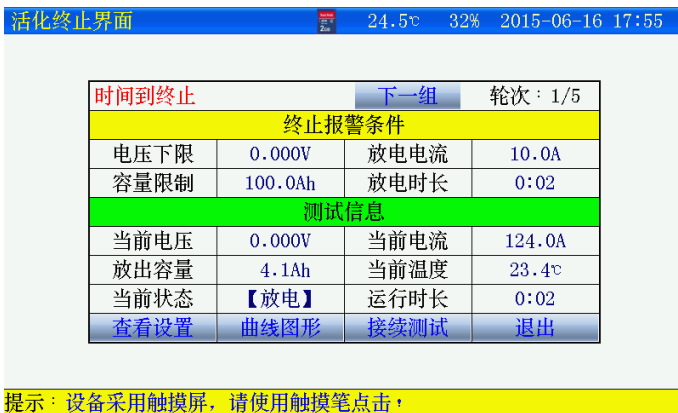 活化终止界面 24.5℃ 32% 2015-06-16 17:55
时间到终止 下一组 轮次：1/5
终止报警条件
电压下限 0.000V 放电电流 10.0A
容量限制 100.0Ah 放电时长 0:02
测试信息
当前电压 0.000V 当前电流 124.0A
放出容量 4.1Ah 当前温度 23.4℃
当前状态 【放电】 运行时长 0:02
查看设置 曲线图形 接续测试 退出
提示：设备采用触摸屏，请使用触摸笔点击！